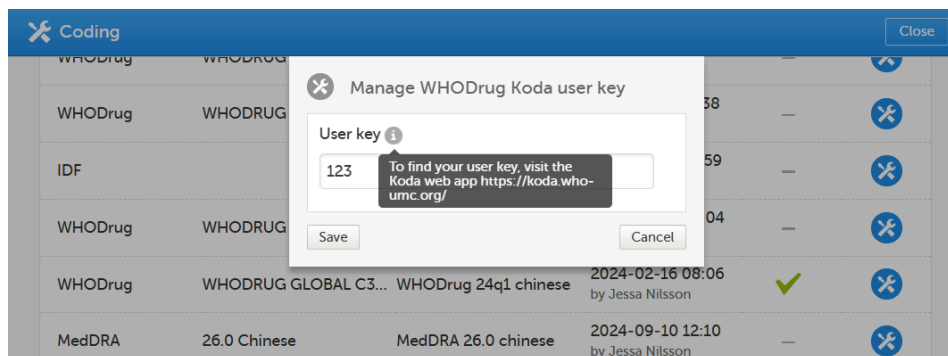 Coding
Close
WHODrug
Manage WHODrug Koda user key
WHODrug WHODRUG 38 —
User key
IDF 123 59 —
To find your user key, visit the
Koda web app https://koda.who-
umc.org/
WHODrug WHODRUG 04 —
Save Cancel
WHODrug WHODRUG GLOBAL C3... WHODrug 24q1 chinese 2024-02-16 08:06
by Jessa Nilsson
MedDRA 26.0 Chinese MedDRA 26.0 chinese 2024-09-10 12:10 —
by Jessa Nilsson